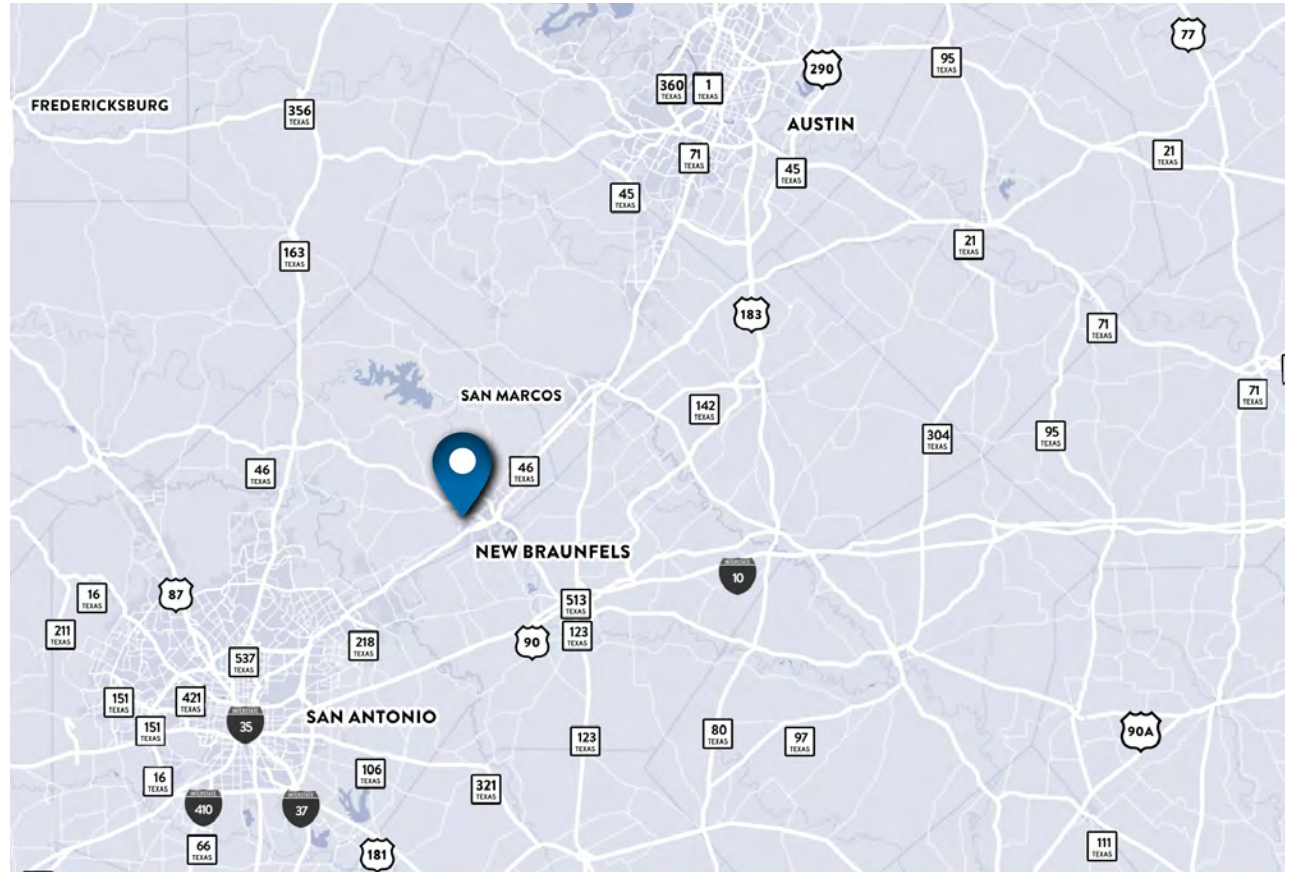 77
290
95
TEXAS
360
TEXAS
1
TEXAS
FREDERICKSBURG
356
TEXAS
AUSTIN
71
TEXAS
21
TEXAS
45
TEXAS
45
TEXAS
21
TEXAS
163
TEXAS
183
71
TEXAS
SAN MARCOS
71
TEXAS
142
TEXAS
304
TEXAS
95
TEXAS
46
TEXAS
46
TEXAS
NEW BRAUNFELS
INTERSTATE
10
87
16
TEXAS
513
TEXAS
211
TEXAS
123
TEXAS
90
218
TEXAS
537
TEXAS
151
TEXAS
421
TEXAS
SAN ANTONIO
INTERSTATE
35
151
TEXAS
123
TEXAS
80
TEXAS
97
TEXAS
90A
16
TEXAS
106
TEXAS
321
TEXAS
INTERSTATE
410
INTERSTATE
37
66
TEXAS
181
111
TEXAS